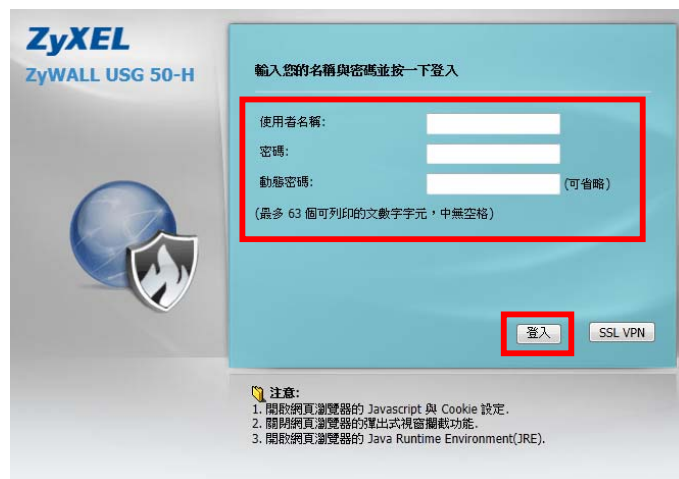 ZyXEL
ZyWALL USG 50-H
輸入您的名稱與密碼並按一下登入
使用者名稱:
密碼:
動態密碼:
(可省略)
(最多 63 個可列印的文數字字元，中無空格)
登入
SSL VPN
注意:
1. 開啟網頁瀏覽器的 Javascript 與 Cookie 設定.
2. 關閉網頁瀏覽器的彈出式視窗攔截功能.
3. 開啟網頁瀏覽器的 Java Runtime Environment(JRE).